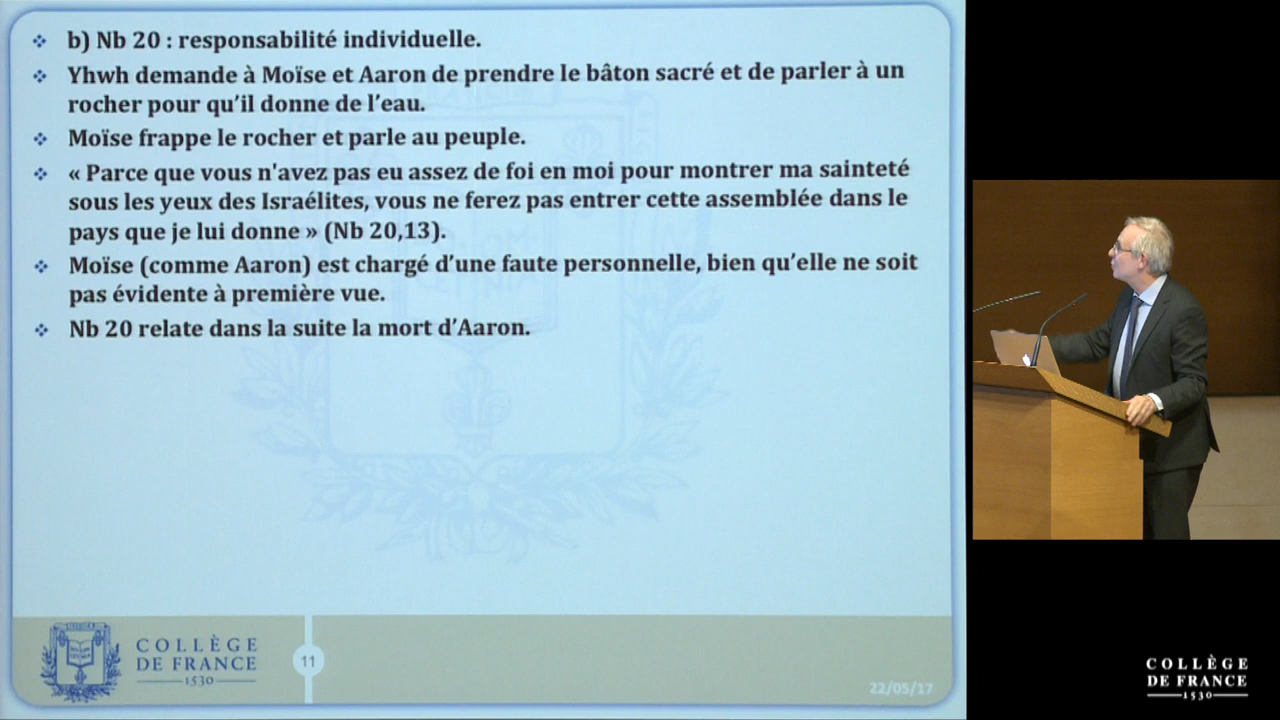 b) Nb 20 : responsabilité individuelle.
Yhwh demande à Moïse et Aaron de prendre le bâton sacré et de parler à un
rocher pour qu'il donne de l'eau.
Moïse frappe le rocher et parle au peuple.
« Parce que vous n'avez pas eu assez de foi en moi pour montrer ma sainteté
sous les yeux des Israélites, vous ne ferez pas entrer cette assemblée dans le
pays que je lui donne » (Nb 20,13).
Moïse (comme Aaron) est chargé d'une faute personnelle, bien qu'elle ne soit
pas évidente à première vue.
Nb 20 relate dans la suite la mort d'Aaron.
COLLÈGE
DE FRANCE
1530
11
22/05/17
COLLÈGE
DE FRANCE
1530